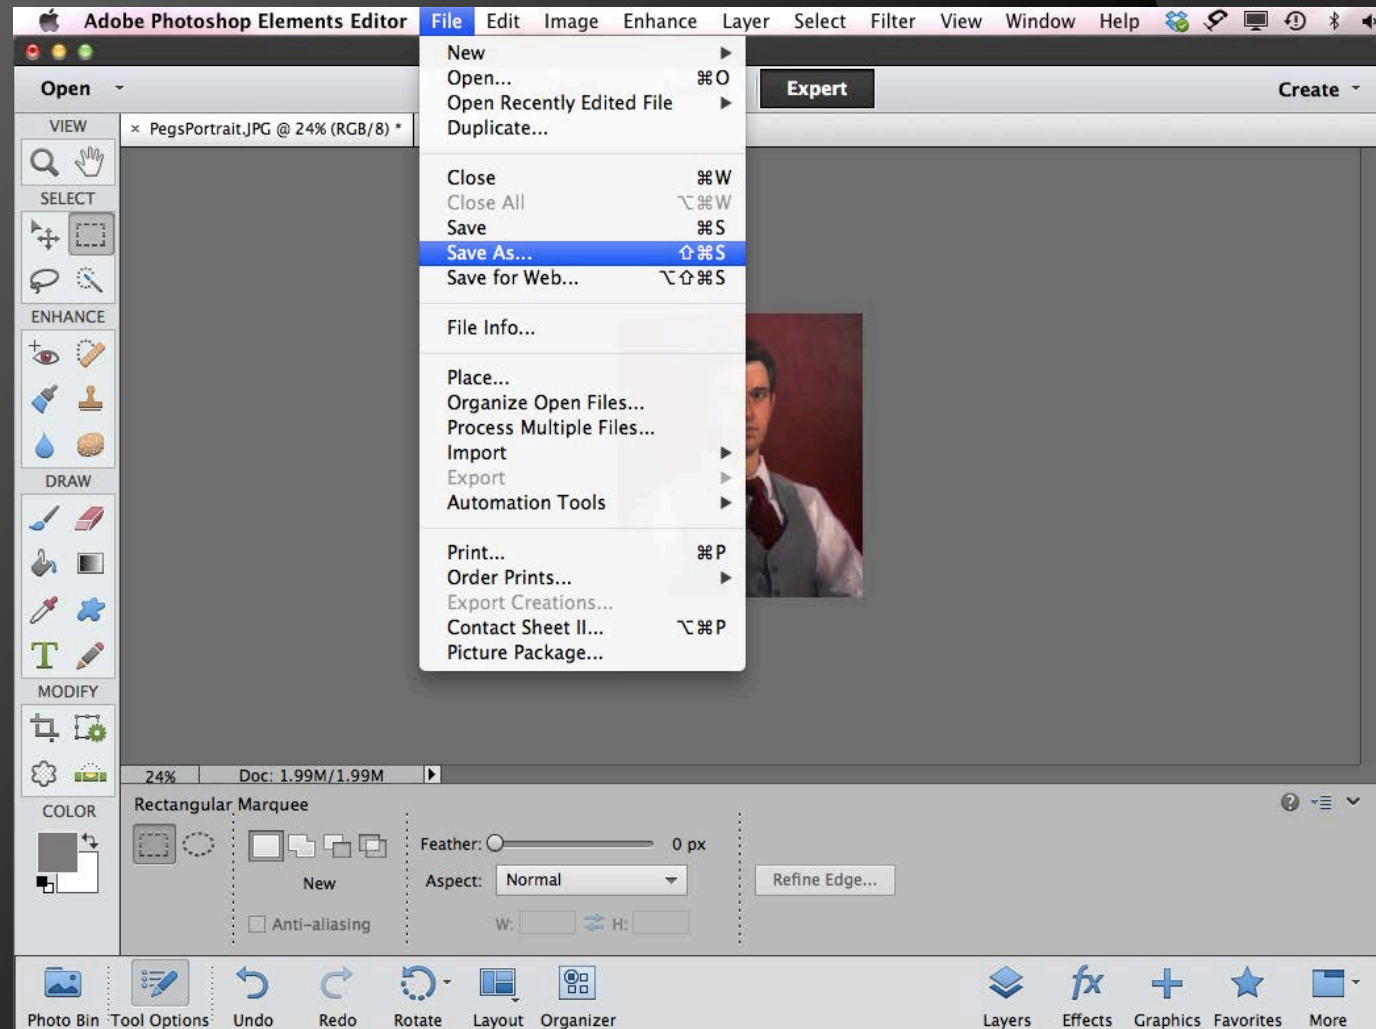 Adobe Photoshop Elements Editor File Edit Image Enhance Layer Select Filter View Window Help
Open Expert Create
VIEW
× PegsPortrait.JPG @ 24% (RGB/8) *
New
Open... ⌘O
Open Recently Edited File
Duplicate...
Close ⌘W
Close All ⌥⌘W
Save ⌘S
Save As... ⇧⌘S
Save for Web... ⌥⇧⌘S
File Info...
Place...
Organize Open Files...
Process Multiple Files...
Import
Export
Automation Tools
Print... ⌘P
Order Prints...
Export Creations...
Contact Sheet II... ⌥⌘P
Picture Package...
SELECT
ENHANCE
DRAW
T
MODIFY
COLOR
24% Doc: 1.99M/1.99M
Rectangular Marquee
New
Anti-aliasing
Feather: 0 px
Aspect: Normal
W: H:
Refine Edge...
fx
Photo Bin Tool Options Undo Redo Rotate Layout Organizer Layers Effects Graphics Favorites More